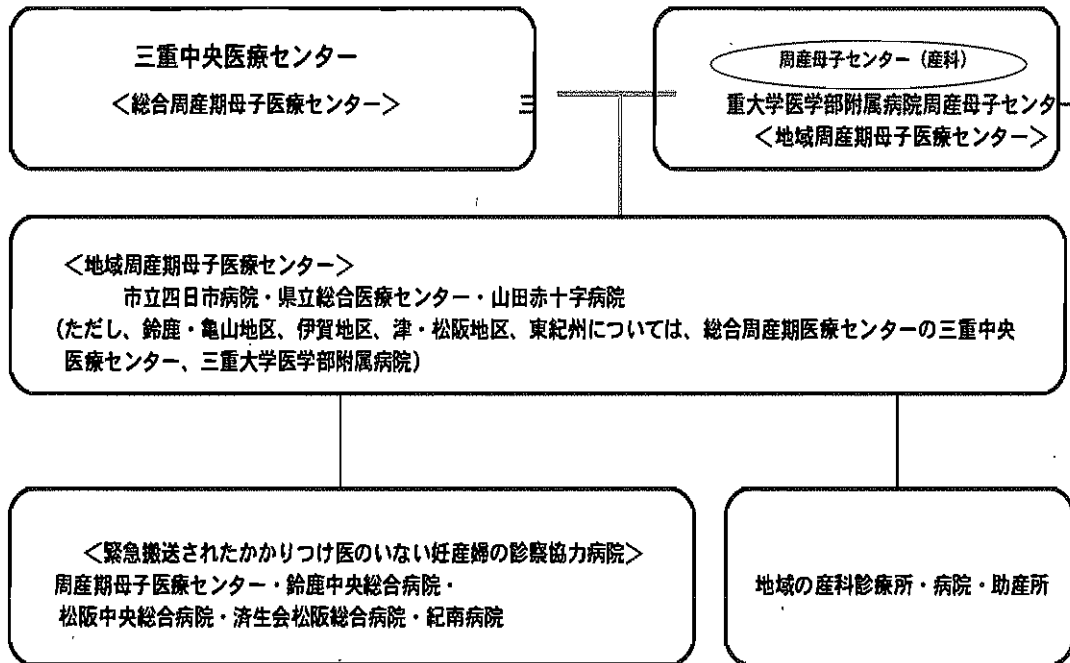 三重中央医療センター
＜総合周産期母子医療センター＞
周産母子センター（産科）
三重大学医学部附属病院周産母子センター
＜地域周産期母子医療センター＞
＜地域周産期母子医療センター＞
市立四日市病院・県立総合医療センター・山田赤十字病院
（ただし、鈴鹿・亀山地区、伊賀地区、津・松阪地区、東紀州については、総合周産期医療センターの三重中央
医療センター、三重大学医学部附属病院）
＜緊急搬送されたかかりつけ医のいない妊産婦の診察協力病院＞
周産期母子医療センター・鈴鹿中央総合病院・
松阪中央総合病院・済生会松阪総合病院・紀南病院
地域の産科診療所・病院・助産所